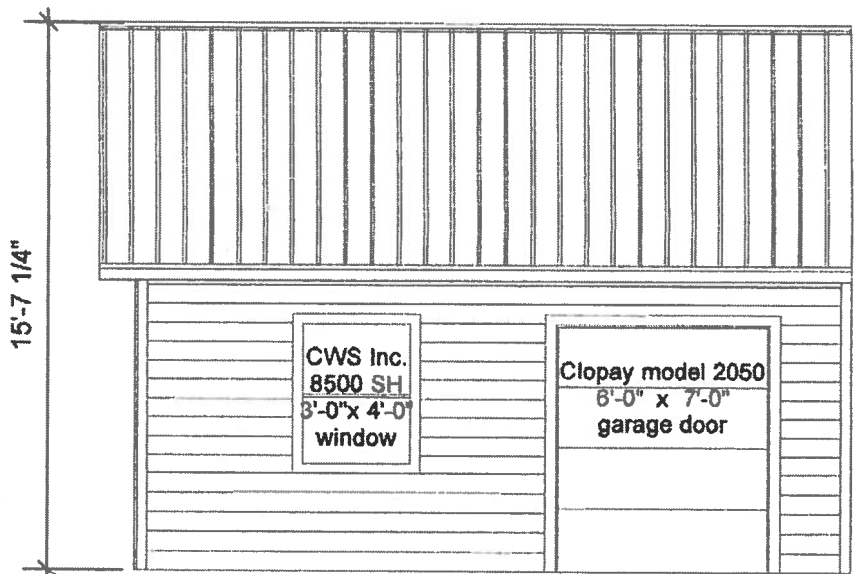 15'-7 1/4"
CWS Inc.
8500 SH
3'-0"x 4'-0"
window
Clopay model 2050
6'-0" x 7'-0"
garage door